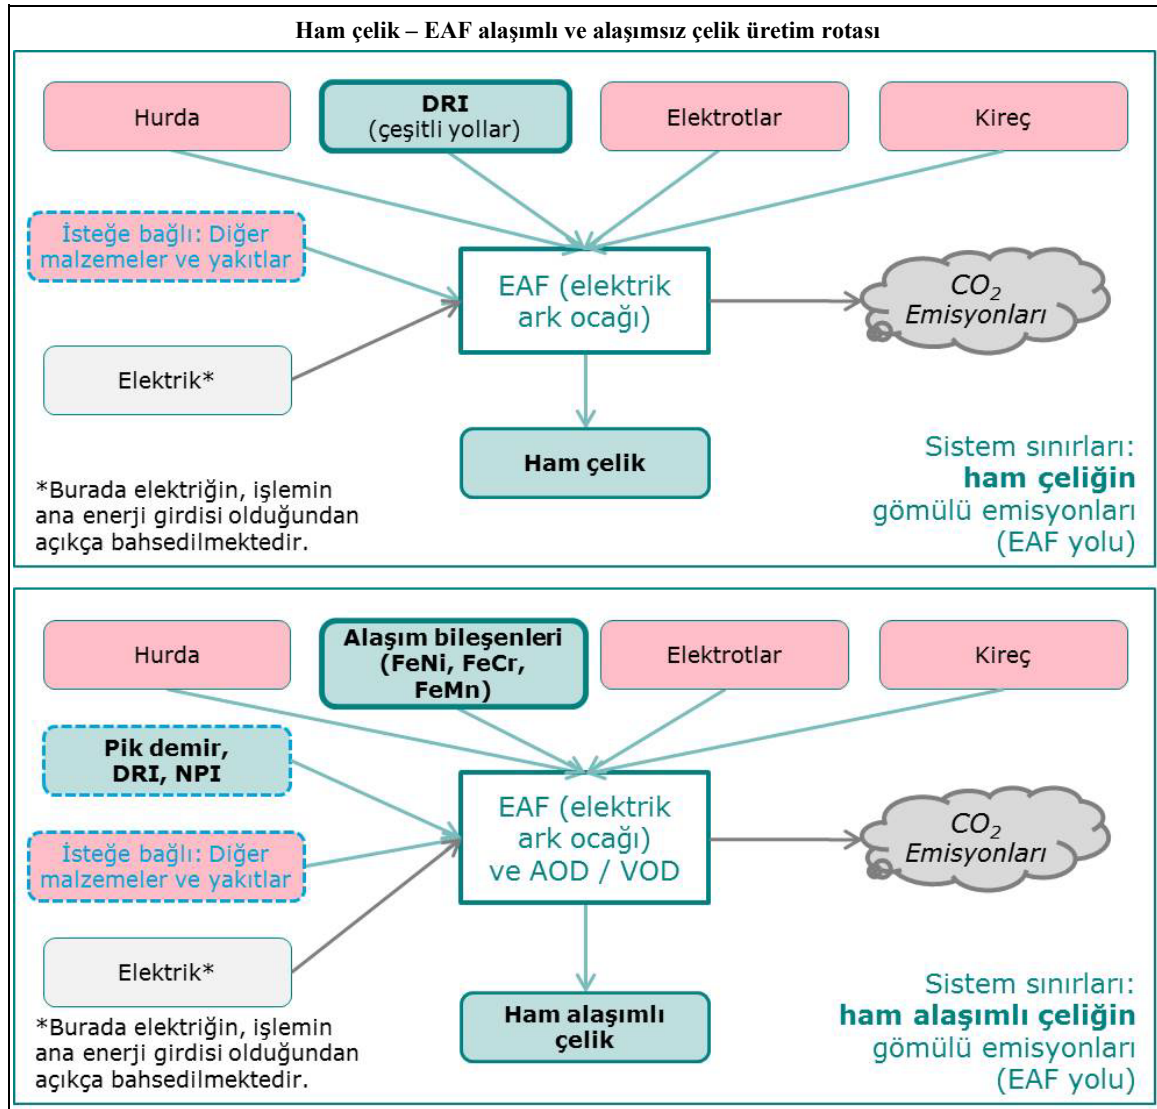 Ham çelik – EAF alaşımlı ve alaşımsız çelik üretim rotası
Hurda
DRI
(çeşitli yollar)
Elektrotlar
Kireç
İsteğe bağlı: Diğer
malzemeler ve yakıtlar
EAF (elektrik
ark ocağı)
CO2
Emisyonları
Elektrik*
Ham çelik
*Burada elektriğin, işlemin
ana enerji girdisi olduğundan
açıkça bahsedilmektedir.
Sistem sınırları:
ham çeliğin
gömülü emisyonları
(EAF yolu)
Hurda
Alaşım bileşenleri
(FeNi, FeCr,
FeMn)
Elektrotlar
Kireç
Pik demir,
DRI, NPI
İsteğe bağlı: Diğer
malzemeler ve yakıtlar
EAF (elektrik
ark ocağı)
ve AOD / VOD
CO2
Emisyonları
Elektrik*
Ham alaşımlı
çelik
*Burada elektriğin, işlemin
ana enerji girdisi olduğundan
açıkça bahsedilmektedir.
Sistem sınırları:
ham alaşımlı çeliğin
gömülü emisyonları
(EAF yolu)